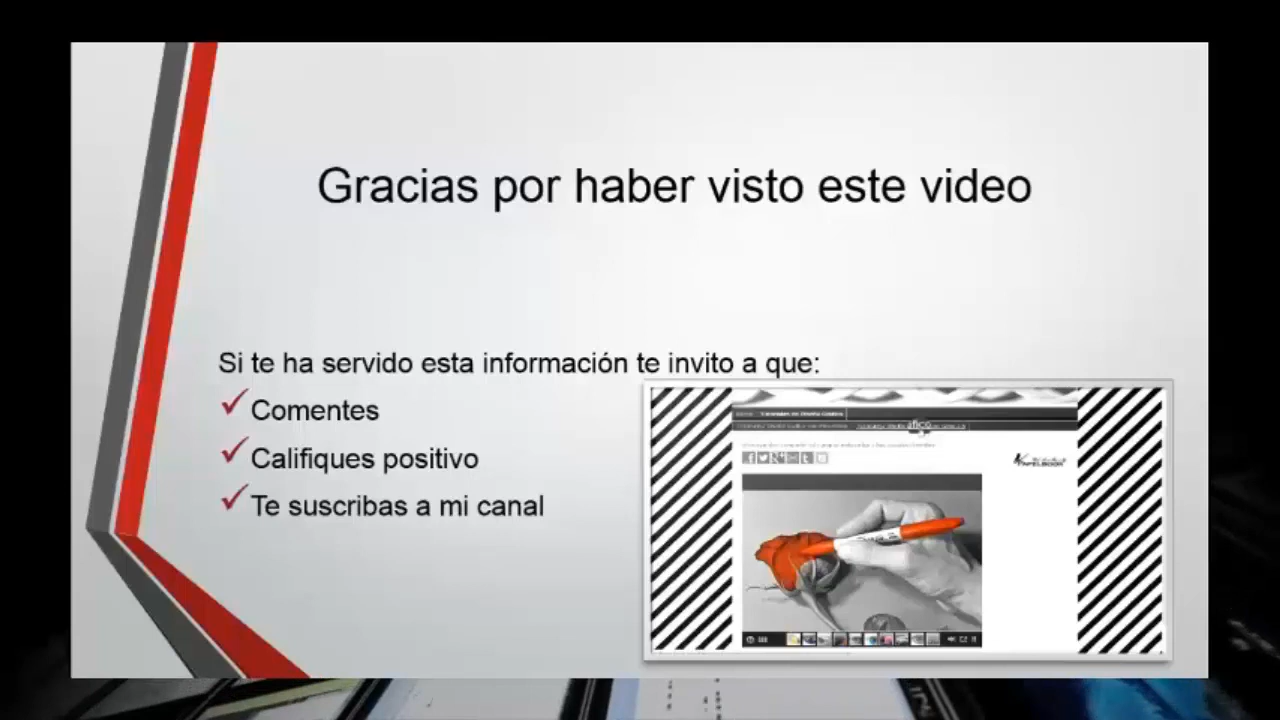 Gracias por haber visto este video
Si te ha servido esta información te invito a que:
Comentes
Califiques positivo
Te suscribas a mi canal